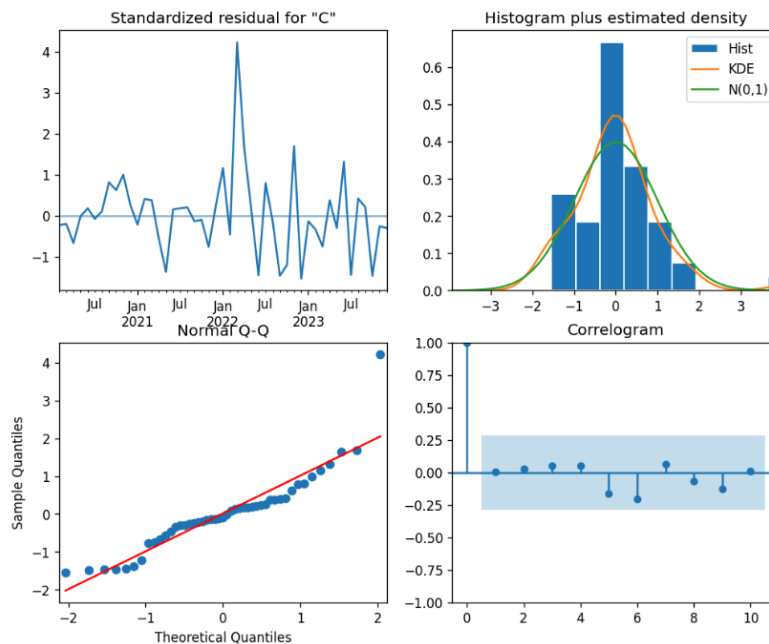 Standardized residual for "C"
4
3
2
1
0
−1
Jul
Jan
2021
Jul
Jan
2022
Jul
Jan
2023
Jul
Histogram plus estimated density
Hist
KDE
N(0,1)
0.6
0.5
0.4
0.3
0.2
0.1
0.0
−3 −2 −1 0 1 2 3
Normal Q-Q
Sample Quantiles
4
3
2
1
0
−1
−2
−2 −1 0 1 2
Theoretical Quantiles
Correlogram
1.00
0.75
0.50
0.25
0.00
−0.25
−0.50
−0.75
−1.00
0 2 4 6 8 10